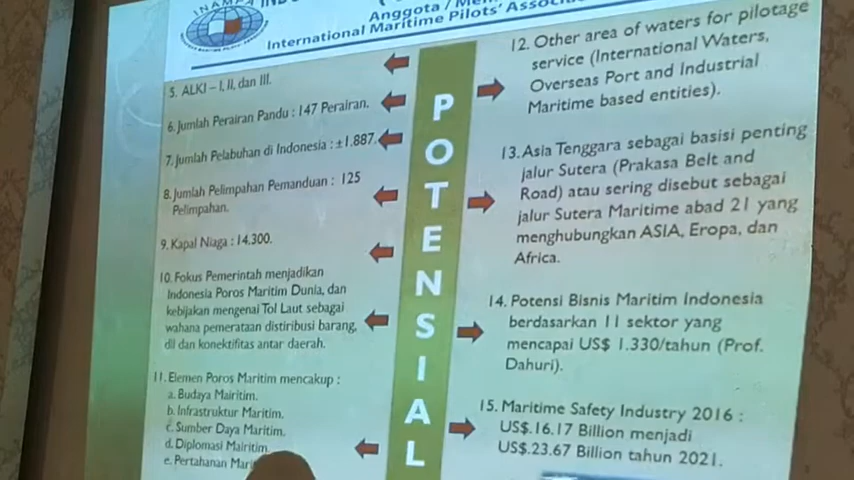 INAMPA
Anggota /
International Maritime Pilots'
5. ALKI – I, II, dan III.
6. Jumlah Perairan Pandu : 147 Perairan.
7. Jumlah Pelabuhan di Indonesia : ±1.887.
8. Jumlah Pelimpahan Pemanduan : 125
Pelimpahan.
9. Kapal Niaga : 14.300.
10. Fokus Pemerintah menjadikan
Indonesia Poros Maritim Dunia, dan
kebijakan mengenai Tol Laut sebagai
wahana pemerataan distiribusi barang,
dll dan konektifitas antar daerah.
11. Elemen Poros Maritim mencakup :
a. Budaya Mairitim.
b. Infrastruktur Maritim.
c. Sumber Daya Maritim.
d. Diplomasi Mairitim.
e. Pertahanan
POTENSIAL
12. Other area of waters for pilotage
service (International Waters,
Overseas Port and Industrial
Maritime based entities).
13. Asia Tenggara sebagai basisi penting
jalur Sutera (Prakasa Belt and
Road) atau sering disebut sebagai
jalur Sutera Maritime abad 21 yang
menghubungkan ASIA, Eropa, dan
Africa.
14. Potensi Bisnis Maritim Indonesia
berdasarkan 11 sektor yang
mencapai US$ 1.330/tahun (Prof.
Dahuri).
15. Maritime Safety Industry 2016 :
US$.16.17 Billion menjadi
US$.23.67 Billion tahun 2021.